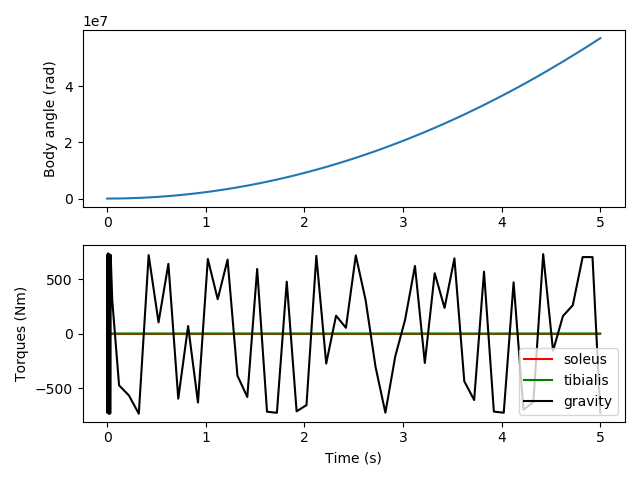 1e7
Body angle (rad)
4
2
0
0 1 2 3 4 5
Torques (Nm)
500
0
−500
soleus
tibialis
gravity
0 1 2 3 4 5
Time (s)